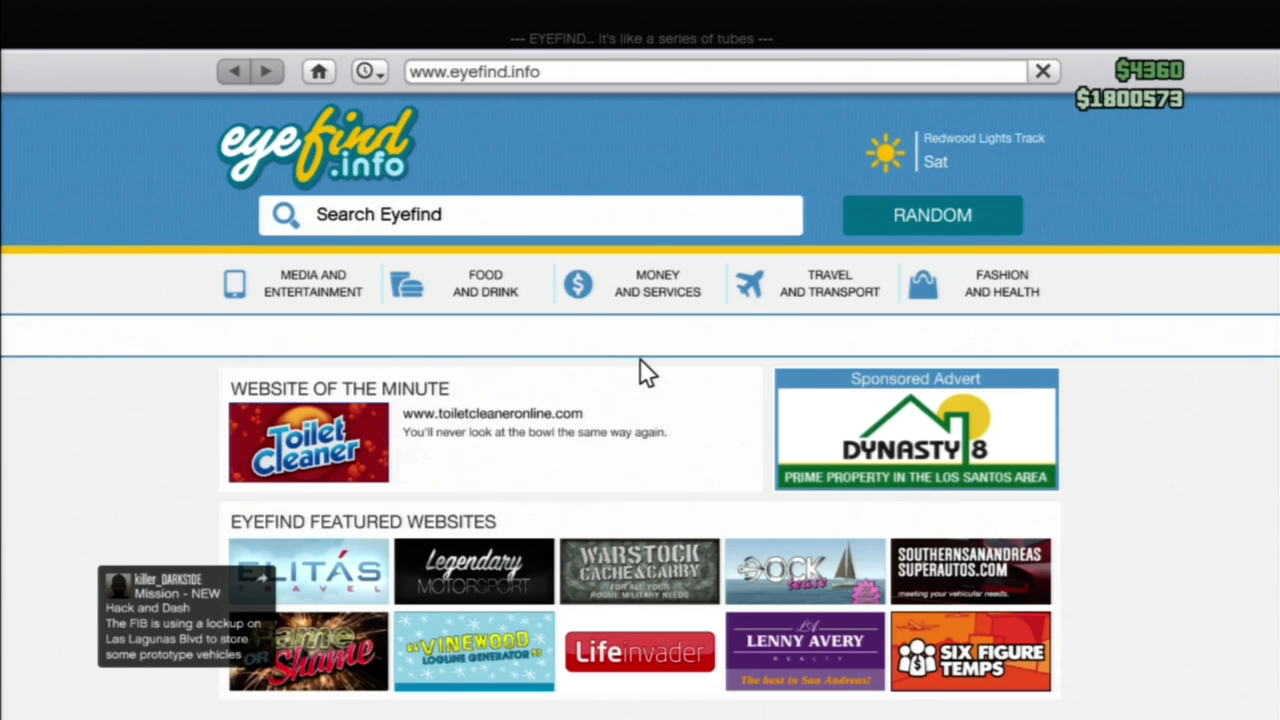 --- EYEFIND... It's like a series of tubes ---
www.eyefind.info
$4360
$1800573
eyefind
.info
Redwood Lights Track
Sat
Search Eyefind
RANDOM
MEDIA AND
ENTERTAINMENT
FOOD
AND DRINK
MONEY
AND SERVICES
TRAVEL
AND TRANSPORT
FASHION
AND HEALTH
WEBSITE OF THE MINUTE
Toilet
Cleaner
www.toiletcleaneronline.com
You'll never look at the bowl the same way again.
Sponsored Advert
DYNASTY 8
PRIME PROPERTY IN THE LOS SANTOS AREA
EYEFIND FEATURED WEBSITES
ELITÁS
TRAVEL
Legendary
MOTORSPORT
WARSTOCK
CACHE & CARRY
FOR ALL YOUR
ROGUE MILITARY NEEDS
DOCK
tease
SOUTHERNSANANDREAS
SUPERAUTOS.COM
meeting your vehicular needs.
killer_DARKS1DE
Mission - NEW
Hack and Dash
The FIB is using a lockup on
Las Lagunas Blvd to store
some prototype vehicles
Fame
OR
Shame
VINEWOOD
LOGLINE GENERATOR
Lifeinvader
LA
LENNY AVERY
REALTY
The best in San Andreas!
SIX FIGURE
TEMPS